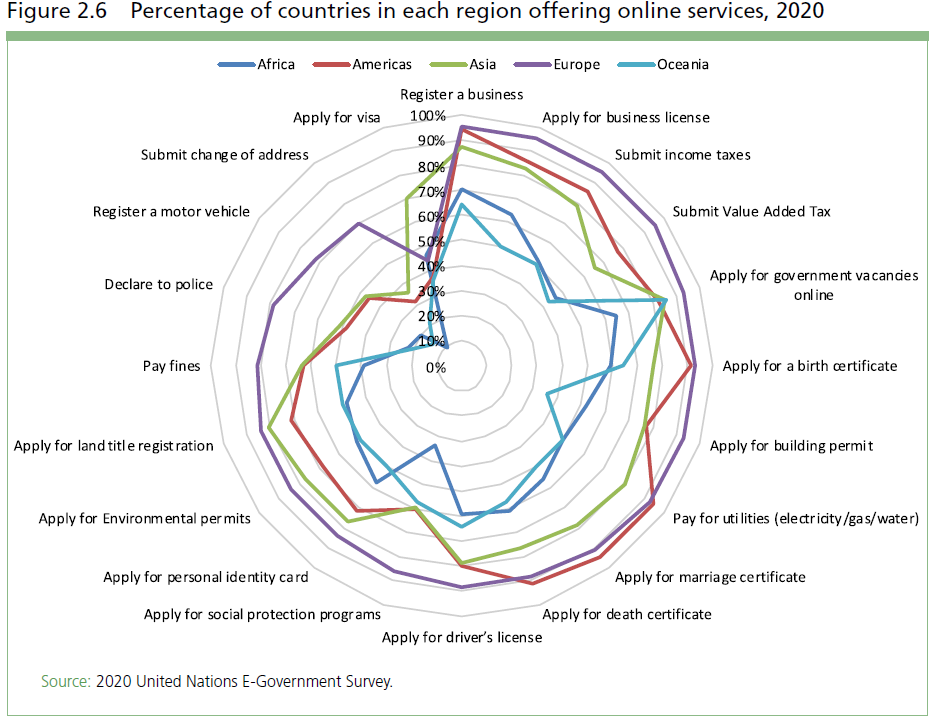 Figure 2.6 Percentage of countries in each region offering online services, 2020
Africa Americas Asia Europe Oceania
Register a business
Apply for business license
Submit income taxes
Submit Value Added Tax
Apply for government vacancies
online
Apply for a birth certificate
Apply for building permit
Pay for utilities (electricity/gas/water)
Apply for marriage certificate
Apply for death certificate
Apply for driver's license
Apply for social protection programs
Apply for personal identity card
Apply for Environmental permits
Apply for land title registration
Pay fines
Declare to police
Register a motor vehicle
Submit change of address
Apply for visa
100%
90%
80%
70%
60%
50%
40%
30%
20%
10%
0%
Source: 2020 United Nations E-Government Survey.